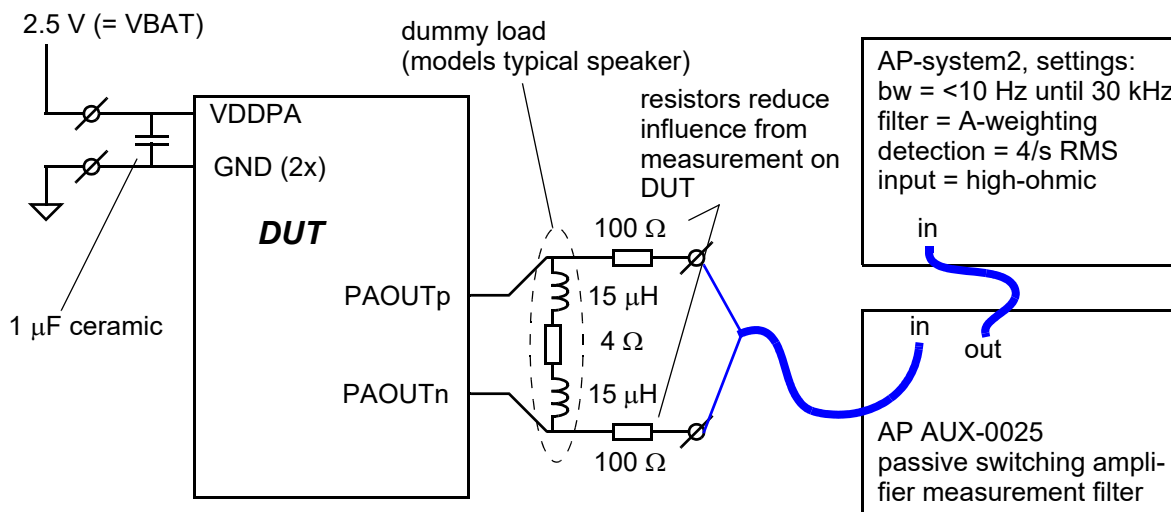 2.5 V (= VBAT)
dummy load
(models typical speaker)
resistors reduce
influence from
measurement on
DUT
AP-system2, settings:
bw = <10 Hz until 30 kHz
filter = A-weighting
detection = 4/s RMS
input = high-ohmic
in
VDDPA
GND (2x)
DUT
100 Ω
PAOUTp
15 μH
1 μF ceramic
4 Ω
in
out
PAOUTn
15 μH
100 Ω
AP AUX-0025
passive switching ampli-
fier measurement filter